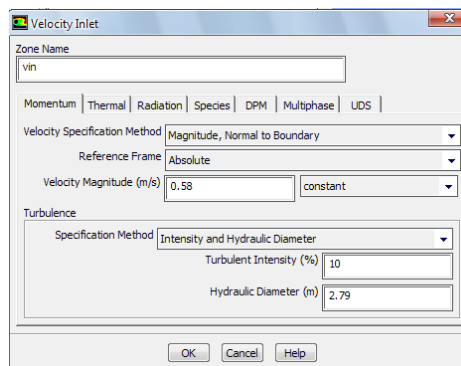 Velocity Inlet
Zone Name
vin
Momentum Thermal Radiation Species DPM Multiphase UDS
Velocity Specification Method Magnitude, Normal to Boundary
Reference Frame Absolute
Velocity Magnitude (m/s) 0.58 constant
Turbulence
Specification Method Intensity and Hydraulic Diameter
Turbulent Intensity (%) 10
Hydraulic Diameter (m) 2.79
OK Cancel Help